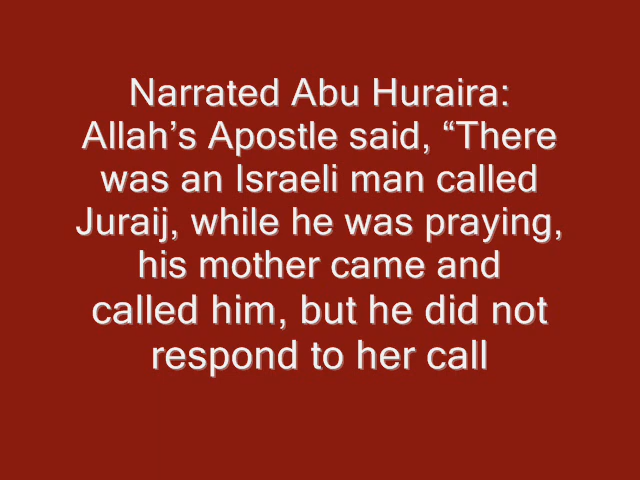 Narrated Abu Huraira:
Allah’s Apostle said, “There
was an Israeli man called
Juraij, while he was praying,
his mother came and
called him, but he did not
respond to her call